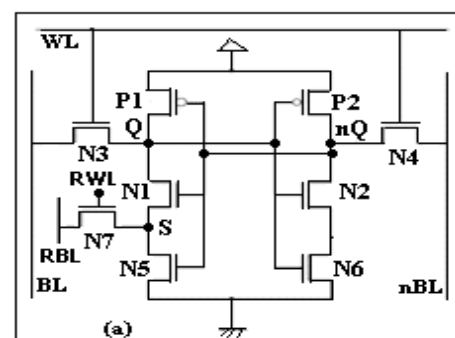 WL
P1 P2
Q nQ
N3 N4
RWL N1 N2
N7 S
RBL N5 N6
BL nBL
(a)